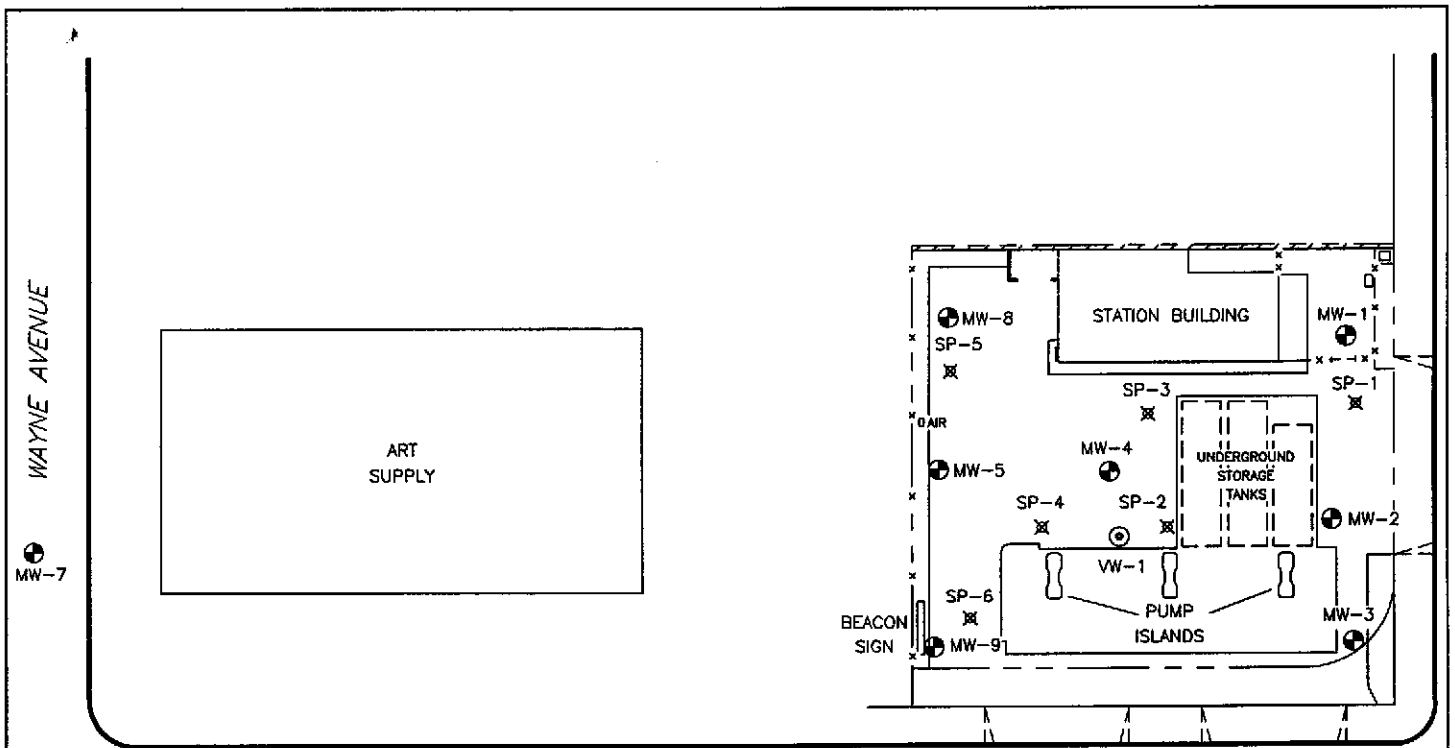 WAYNE AVENUE
MW-7
ART
SUPPLY
MW-8
SP-5
AIR
MW-5
STATION BUILDING
MW-1
SP-1
SP-3
MW-4
UNDERGROUND
STORAGE
TANKS
SP-4
SP-2
MW-2
VW-1
SP-6
PUMP
ISLANDS
MW-3
BEACON
SIGN
MW-9